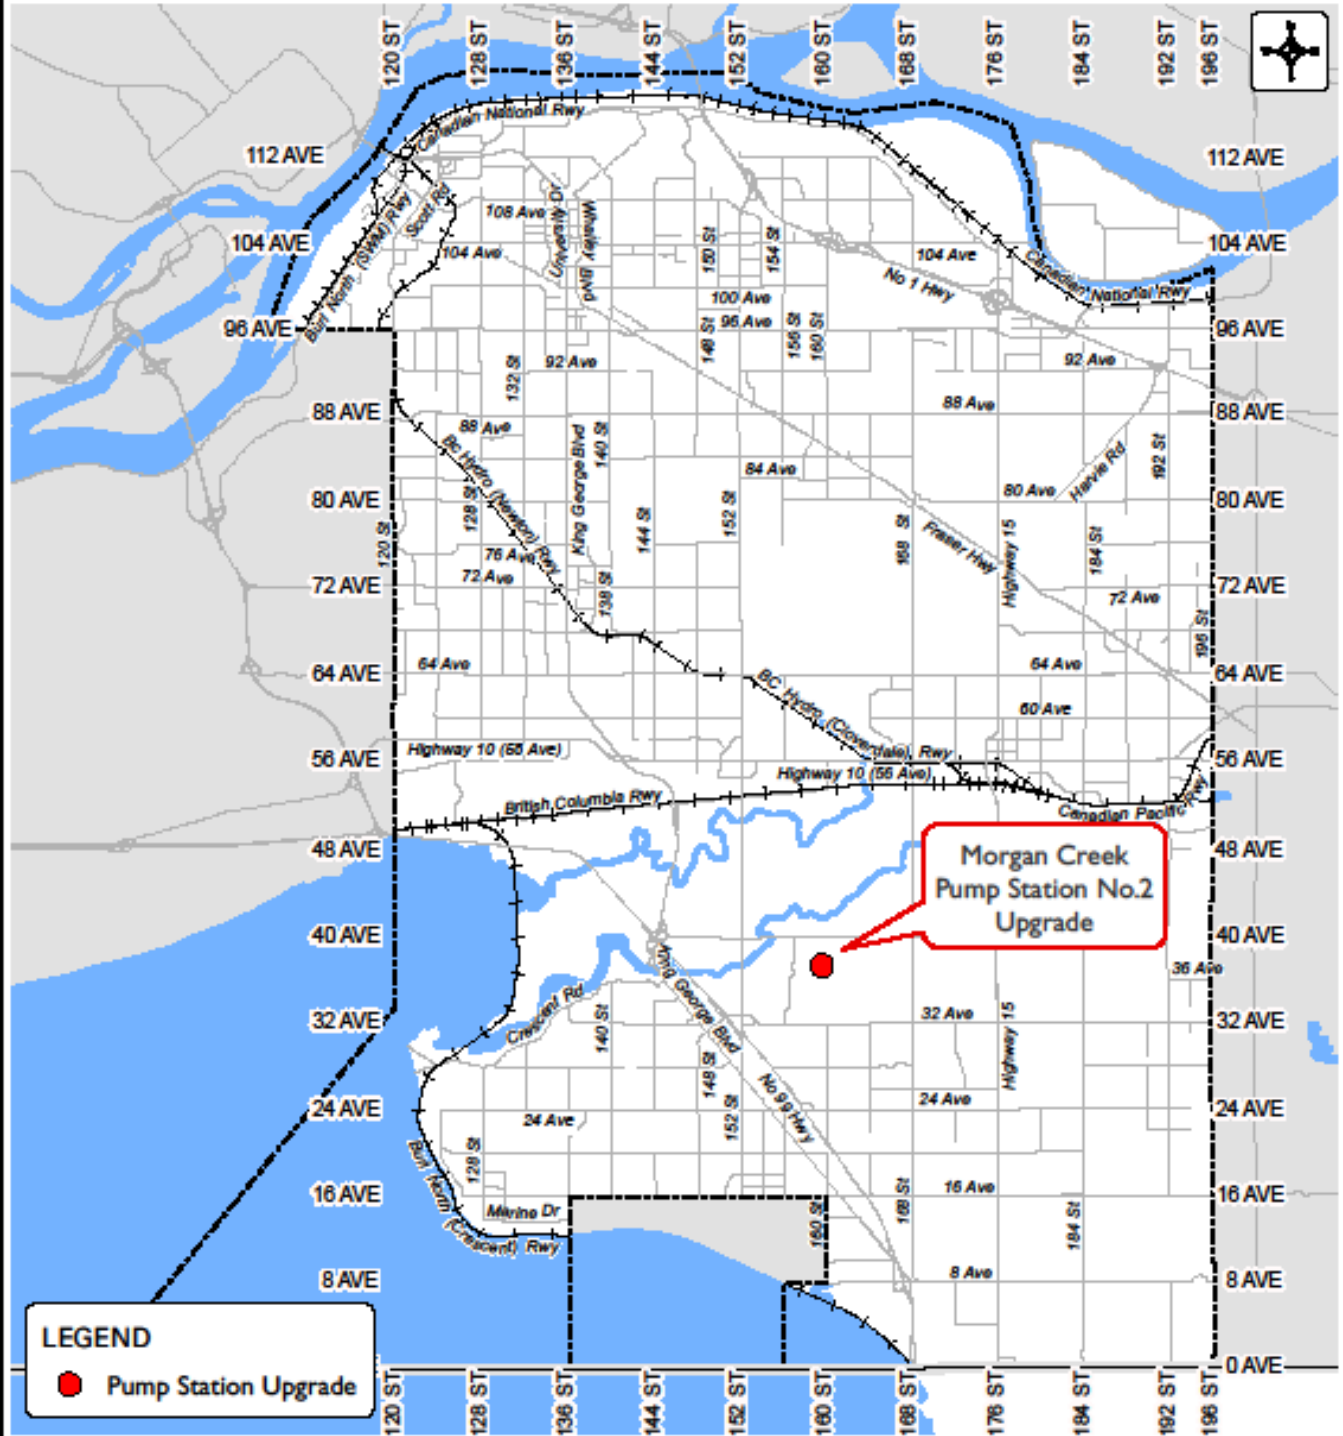 120 ST
128 ST
136 ST
144 ST
152 ST
160 ST
168 ST
176 ST
184 ST
192 ST
196 ST
Canadian National Rwy
112 AVE
112 AVE
Burl North (SWM) Rwy
Scott Rd
108 Ave
University Dr
Whalley Blvd
150 St
154 St
104 AVE
104 Ave
104 Ave
104 AVE
No 1 Hwy
Canadian National Rwy
100 Ave
96 AVE
96 Ave
148 St
156 St
160 St
96 AVE
132 St
92 Ave
92 Ave
88 AVE
88 Ave
88 Ave
88 AVE
Bc Hydro (Newton) Rwy
King George Blvd
140 St
84 Ave
Harvie Rd
192 St
80 AVE
80 Ave
80 AVE
120 St
128 St
144 St
152 St
168 St
Fraser Hwy
Highway 15
184 St
76 Ave
72 AVE
72 Ave
138 St
72 Ave
72 AVE
196 St
64 AVE
64 Ave
64 Ave
64 AVE
BC Hydro (Cloverdale) Rwy
60 Ave
56 AVE
Highway 10 (58 Ave)
Highway 10 (56 Ave)
56 AVE
British Columbia Rwy
Canadian Pacific Rwy
48 AVE
48 AVE
Morgan Creek
Pump Station No.2
Upgrade
40 AVE
40 AVE
36 Ave
King George Blvd
Crescent Rd
32 AVE
140 St
32 Ave
Highway 15
32 AVE
148 St
No 99 Hwy
24 AVE
24 Ave
152 St
24 Ave
24 AVE
128 St
Burl North (Crescent) Rwy
16 AVE
Marine Dr
160 St
168 St
16 Ave
184 St
16 AVE
8 AVE
8 Ave
8 AVE
LEGEND
Pump Station Upgrade
0 AVE
120 ST
128 ST
136 ST
144 ST
152 ST
160 ST
168 ST
176 ST
184 ST
192 ST
196 ST